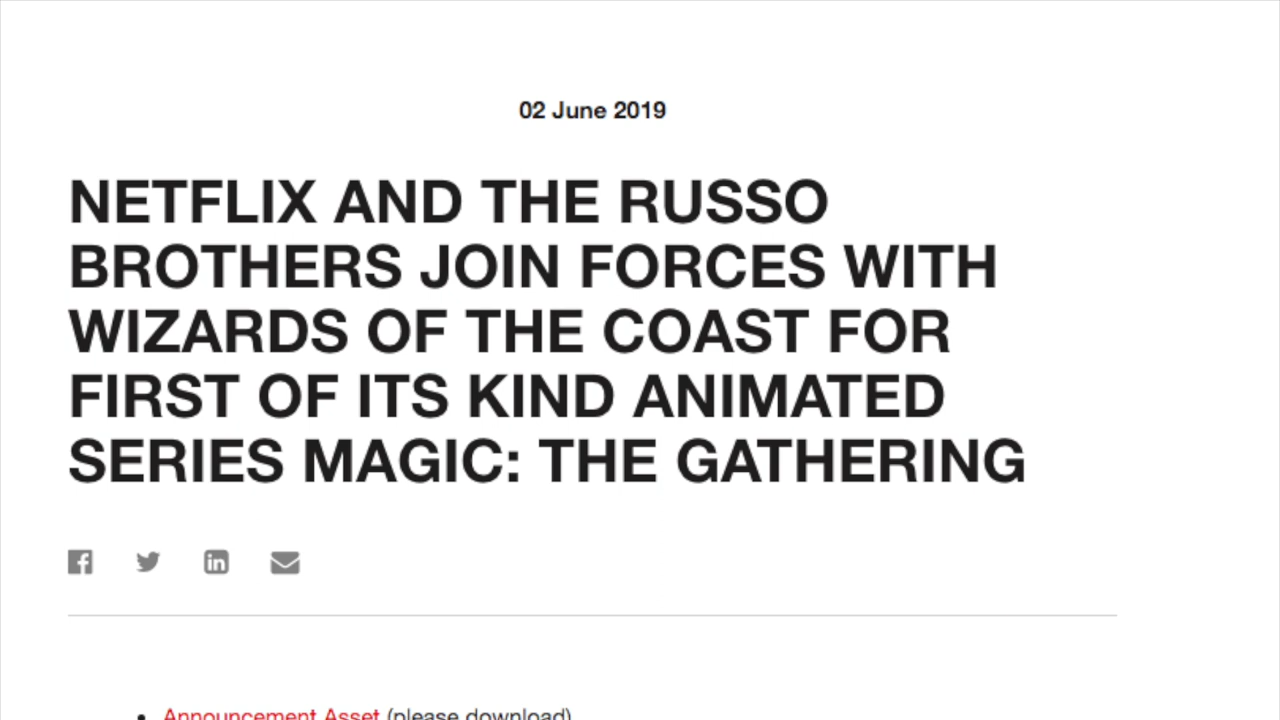 02 June 2019
NETFLIX AND THE RUSSO
BROTHERS JOIN FORCES WITH
WIZARDS OF THE COAST FOR
FIRST OF ITS KIND ANIMATED
SERIES MAGIC: THE GATHERING
Announcement Asset (please download)